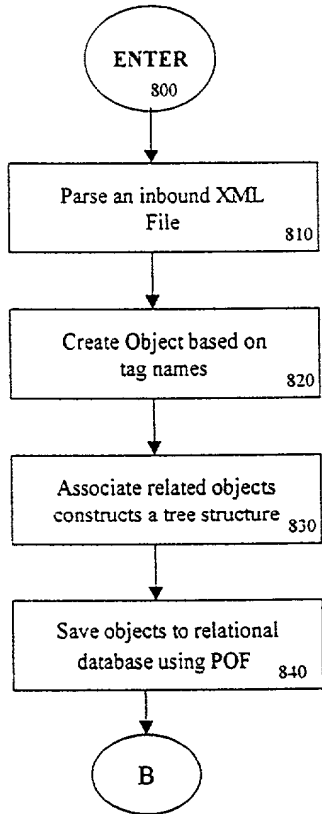 ENTER
800
Parse an inbound XML
File
810
Create Object based on
tag names
820
Associate related objects
constructs a tree structure
830
Save objects to relational
database using POF
840
B